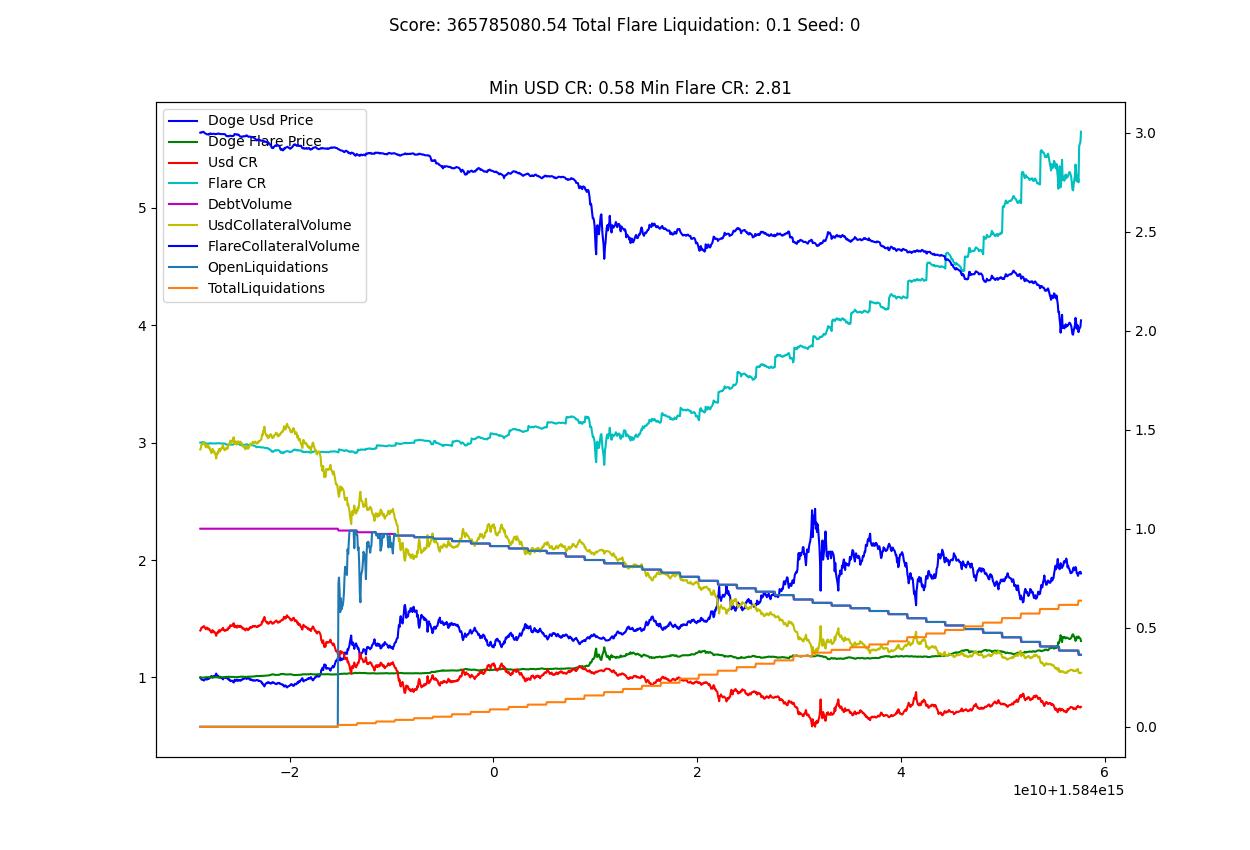 Score: 365785080.54 Total Flare Liquidation: 0.1 Seed: 0
Min USD CR: 0.58 Min Flare CR: 2.81
Doge Usd Price
Doge Flare Price
Usd CR
Flare CR
DebtVolume
UsdCollateralVolume
FlareCollateralVolume
OpenLiquidations
TotalLiquidations
5
4
3
2
1
3.0
2.5
2.0
1.5
1.0
0.5
0.0
−2 0 2 4 6
1e10+1.584e15